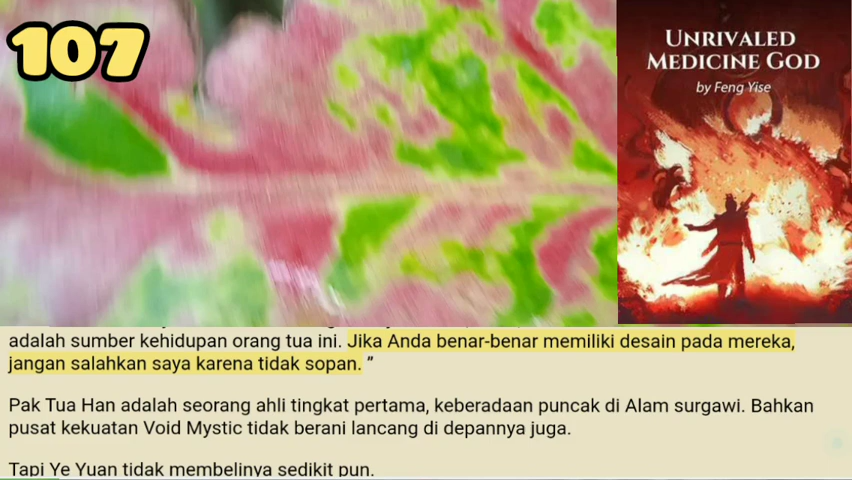 107
UNRIVALED
MEDICINE GOD
by Feng Yise
adalah sumber kehidupan orang tua ini. Jika Anda benar-benar memiliki desain pada mereka,
jangan salahkan saya karena tidak sopan. ”
Pak Tua Han adalah seorang ahli tingkat pertama, keberadaan puncak di Alam surgawi. Bahkan
pusat kekuatan Void Mystic tidak berani lancang di depannya juga.
Tapi Ye Yuan tidak membelinya sedikit pun.